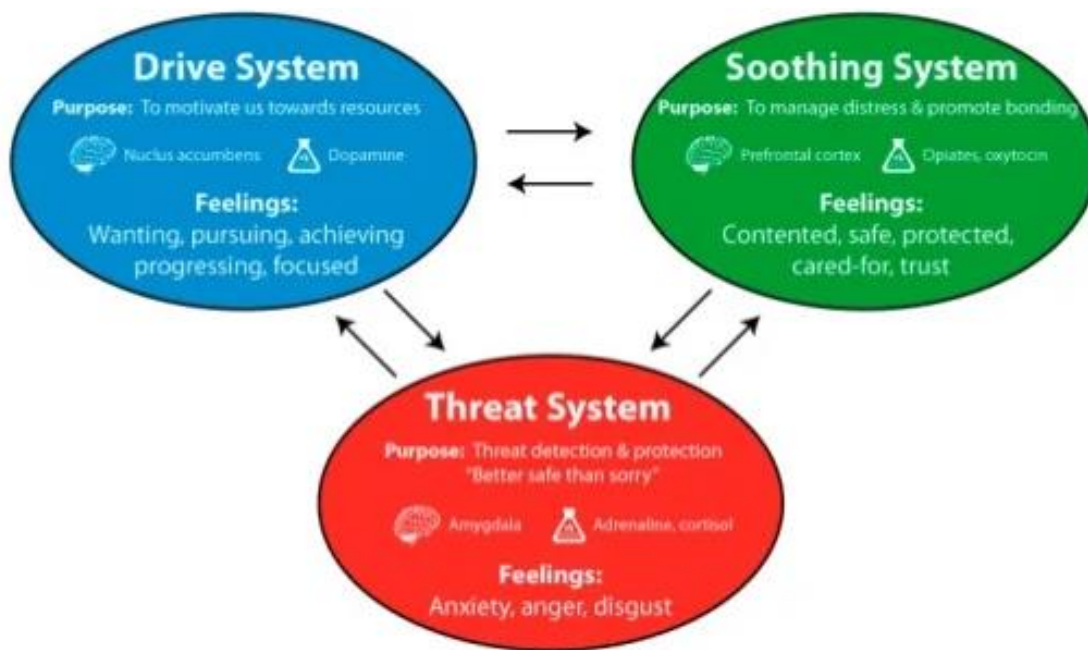 Drive System
Purpose: To motivate us towards resources
Nuclus accumbens
Dopamine
Feelings:
Wanting, pursuing, achieving
progressing, focused
Soothing System
Purpose: To manage distress & promote bonding
Prefrontal cortex
Opiates, oxytocin
Feelings:
Contented, safe, protected,
cared-for, trust
Threat System
Purpose: Threat detection & protection
"Better safe than sorry"
Amygdala
Adrenaline, cortisol
Feelings:
Anxiety, anger, disgust